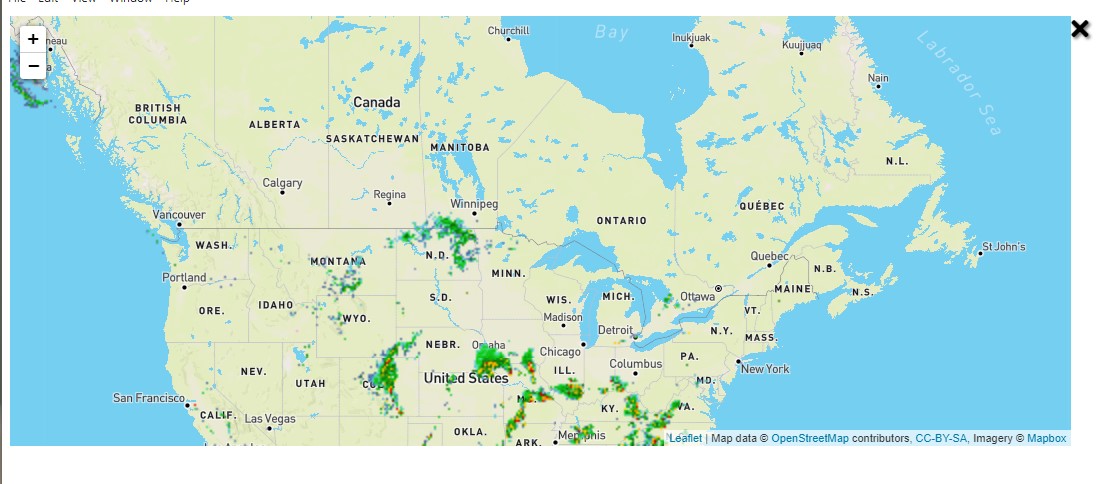 File Edit View Window Help
+
−
Churchill
Bay
Inukjuak
Kuujjuaq
Labrador Sea
Nain
Canada
BRITISH
COLUMBIA
ALBERTA
SASKATCHEWAN
MANITOBA
N.L.
Calgary
Regina
Winnipeg
QUÉBEC
Vancouver
ONTARIO
WASH.
St John's
Quebec
MONTANA
N.D.
N.B.
MINN.
Portland
MAINE
N.S.
Ottawa
S.D.
MICH.
WIS.
IDAHO
ORE.
WYO.
VT.
Madison
Detroit
N.Y.
MASS.
NEBR.
Omaha
Chicago
PA.
Columbus
New York
NEV.
ILL.
UTAH
United States
MD.
San Francisco
KY.
VA.
CALIF.
Las Vegas
OKLA.
ARK.
Memphis
Leaflet | Map data © OpenStreetMap contributors, CC-BY-SA, Imagery © Mapbox